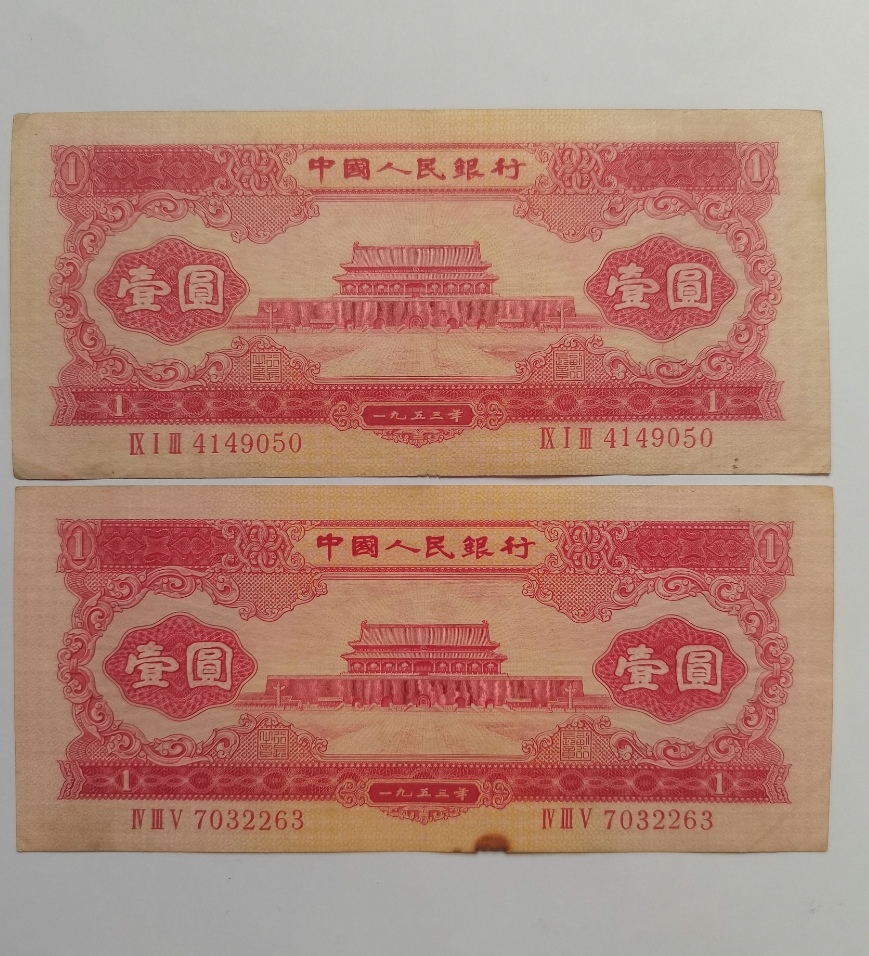 1 中國人民銀行 1
壹圓 壹圓
1 一九五三年 1
IX I III 4149050 IX I III 4149050
1 中國人民銀行 1
壹圓 壹圓
1 一九五三年 1
IV III V 7032263 IV III V 7032263